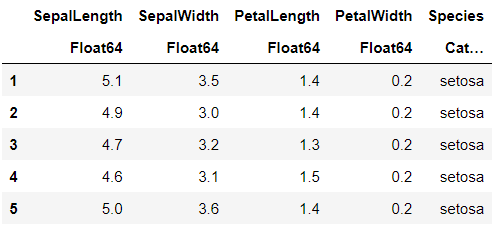 SepalLength SepalWidth PetalLength PetalWidth Species
Float64 Float64 Float64 Float64 Cat…
1 5.1 3.5 1.4 0.2 setosa
2 4.9 3.0 1.4 0.2 setosa
3 4.7 3.2 1.3 0.2 setosa
4 4.6 3.1 1.5 0.2 setosa
5 5.0 3.6 1.4 0.2 setosa